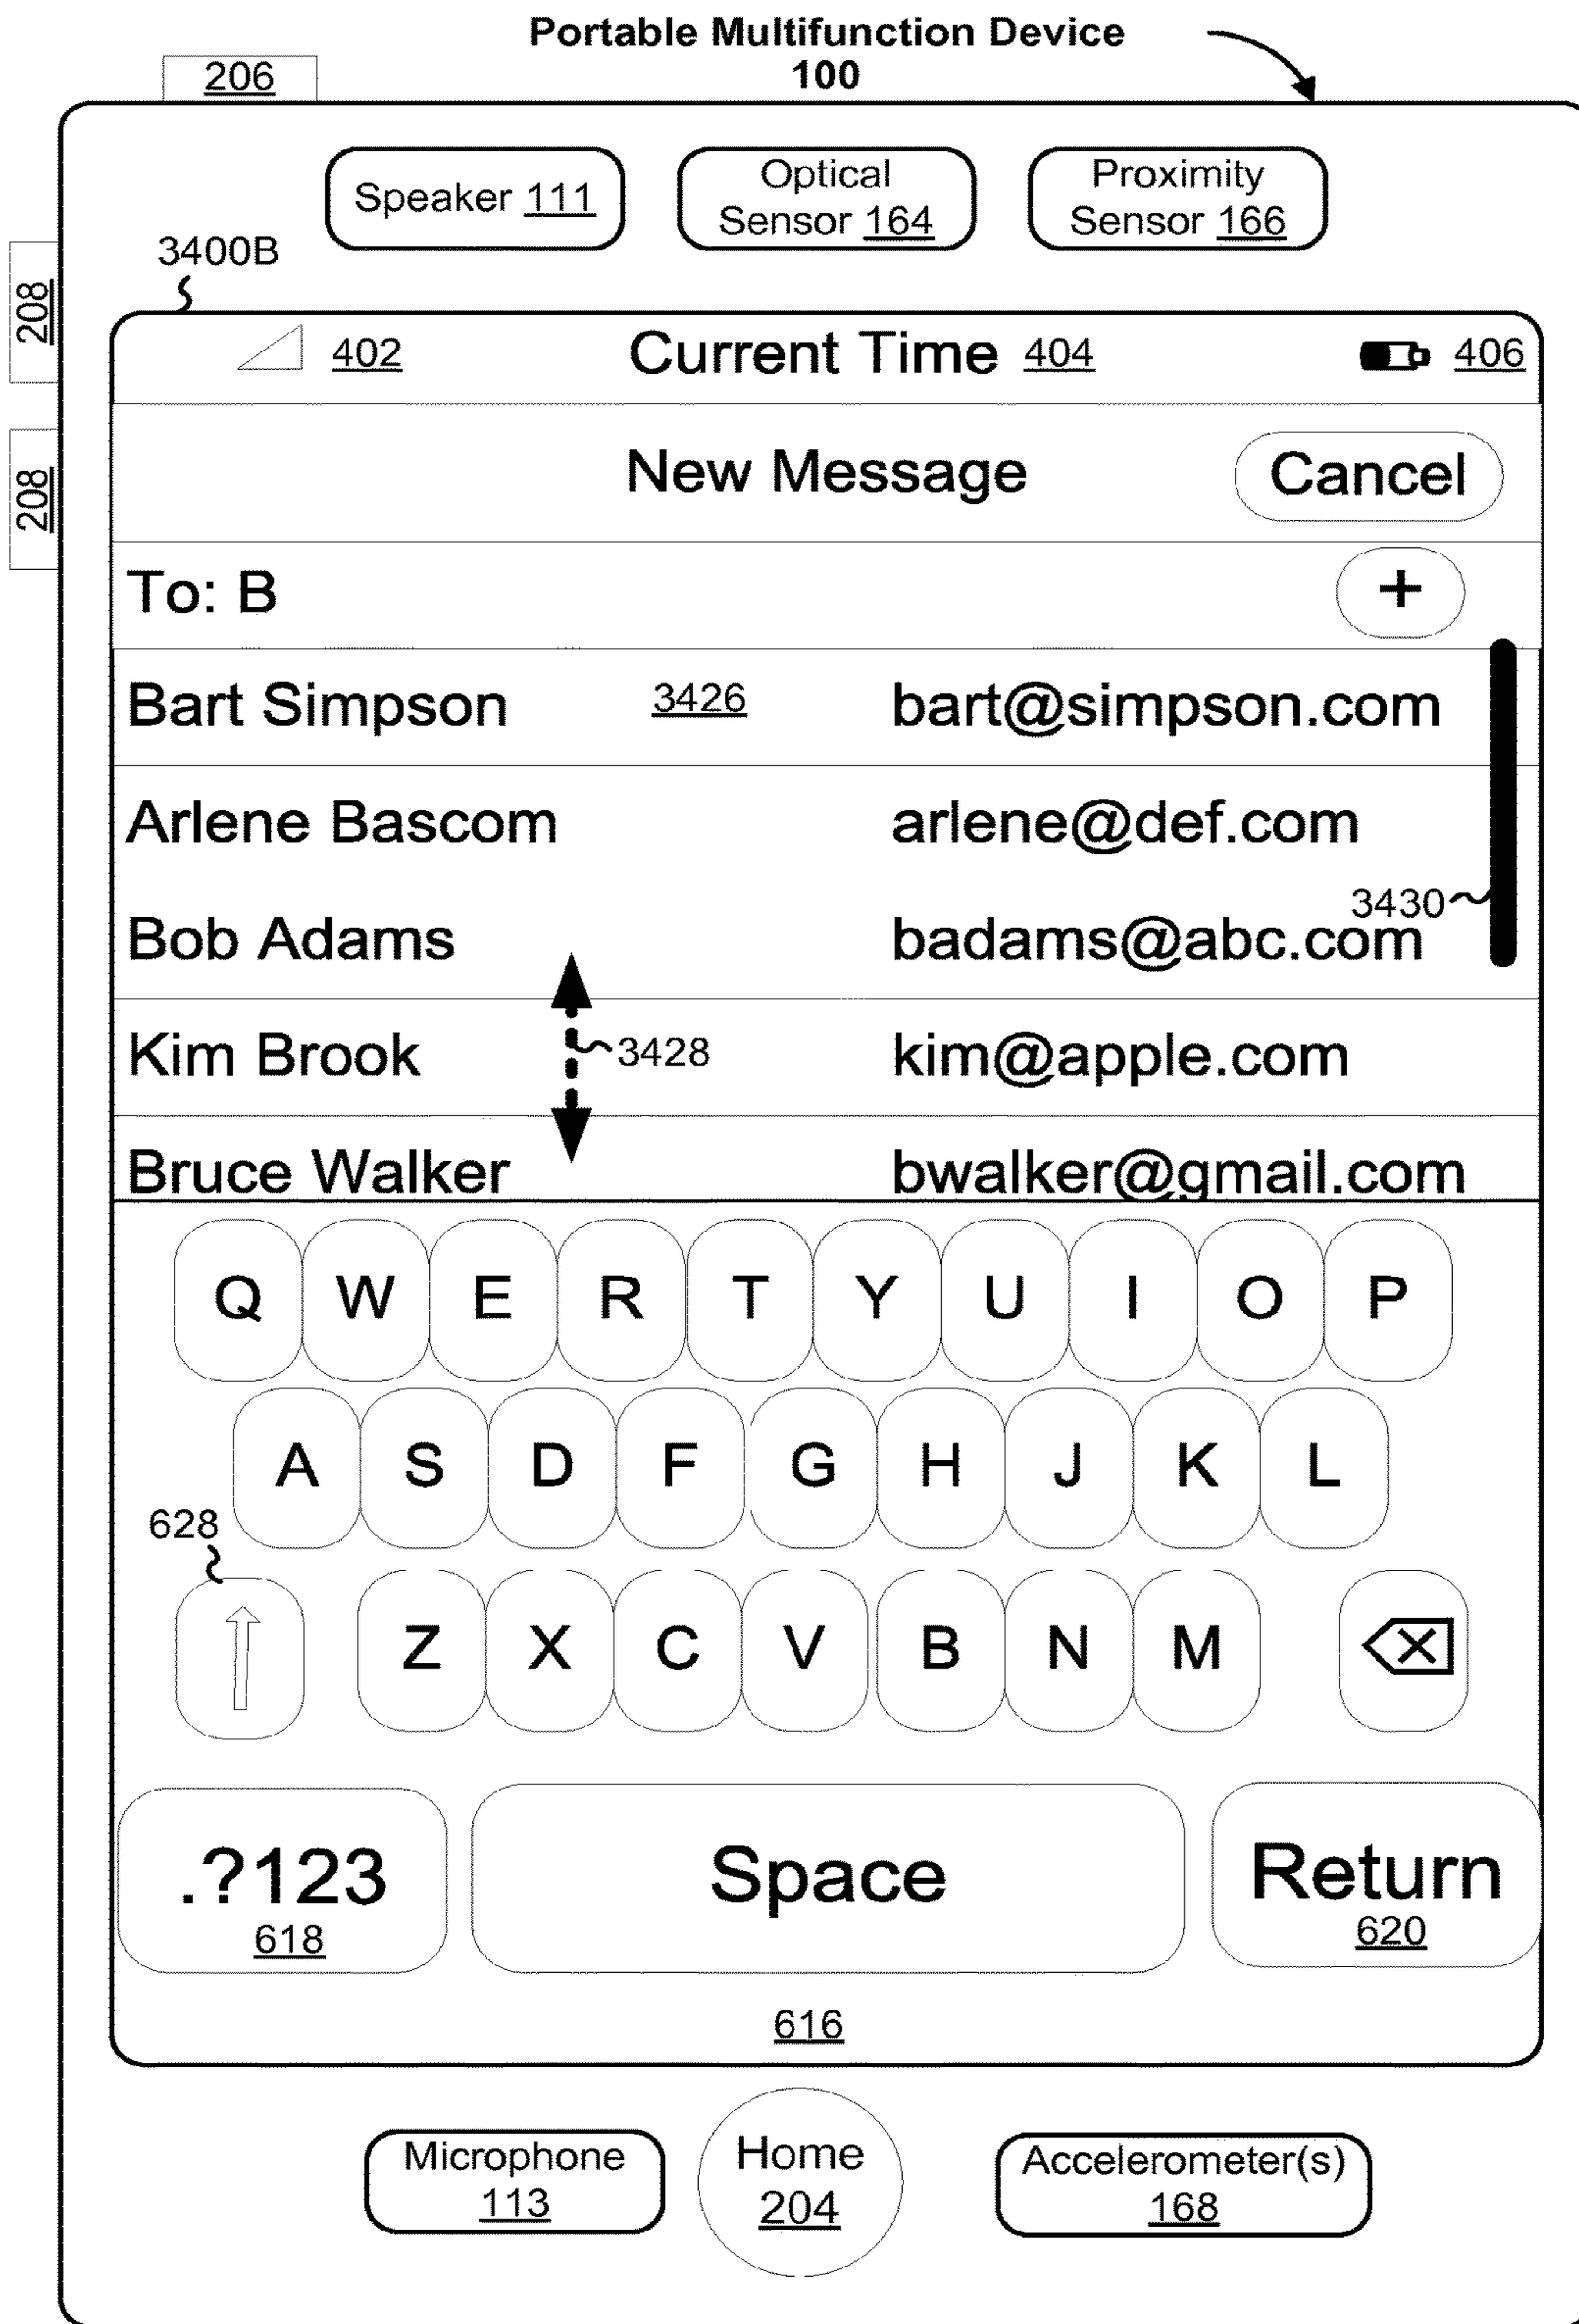 Portable Multifunction Device
100
206
Speaker 111
Optical
Sensor 164
Proximity
Sensor 166
3400B
208
208
402
Current Time 404
406
New Message
Cancel
To: B
+
Bart Simpson 3426 bart@simpson.com
Arlene Bascom arlene@def.com
3430
Bob Adams badams@abc.com
Kim Brook 3428 kim@apple.com
Bruce Walker bwalker@gmail.com
Q W E R T Y U I O P
A S D F G H J K L
628
Z X C V B N M
.?123
618
Space
Return
620
616
Microphone
113
Home
204
Accelerometer(s)
168